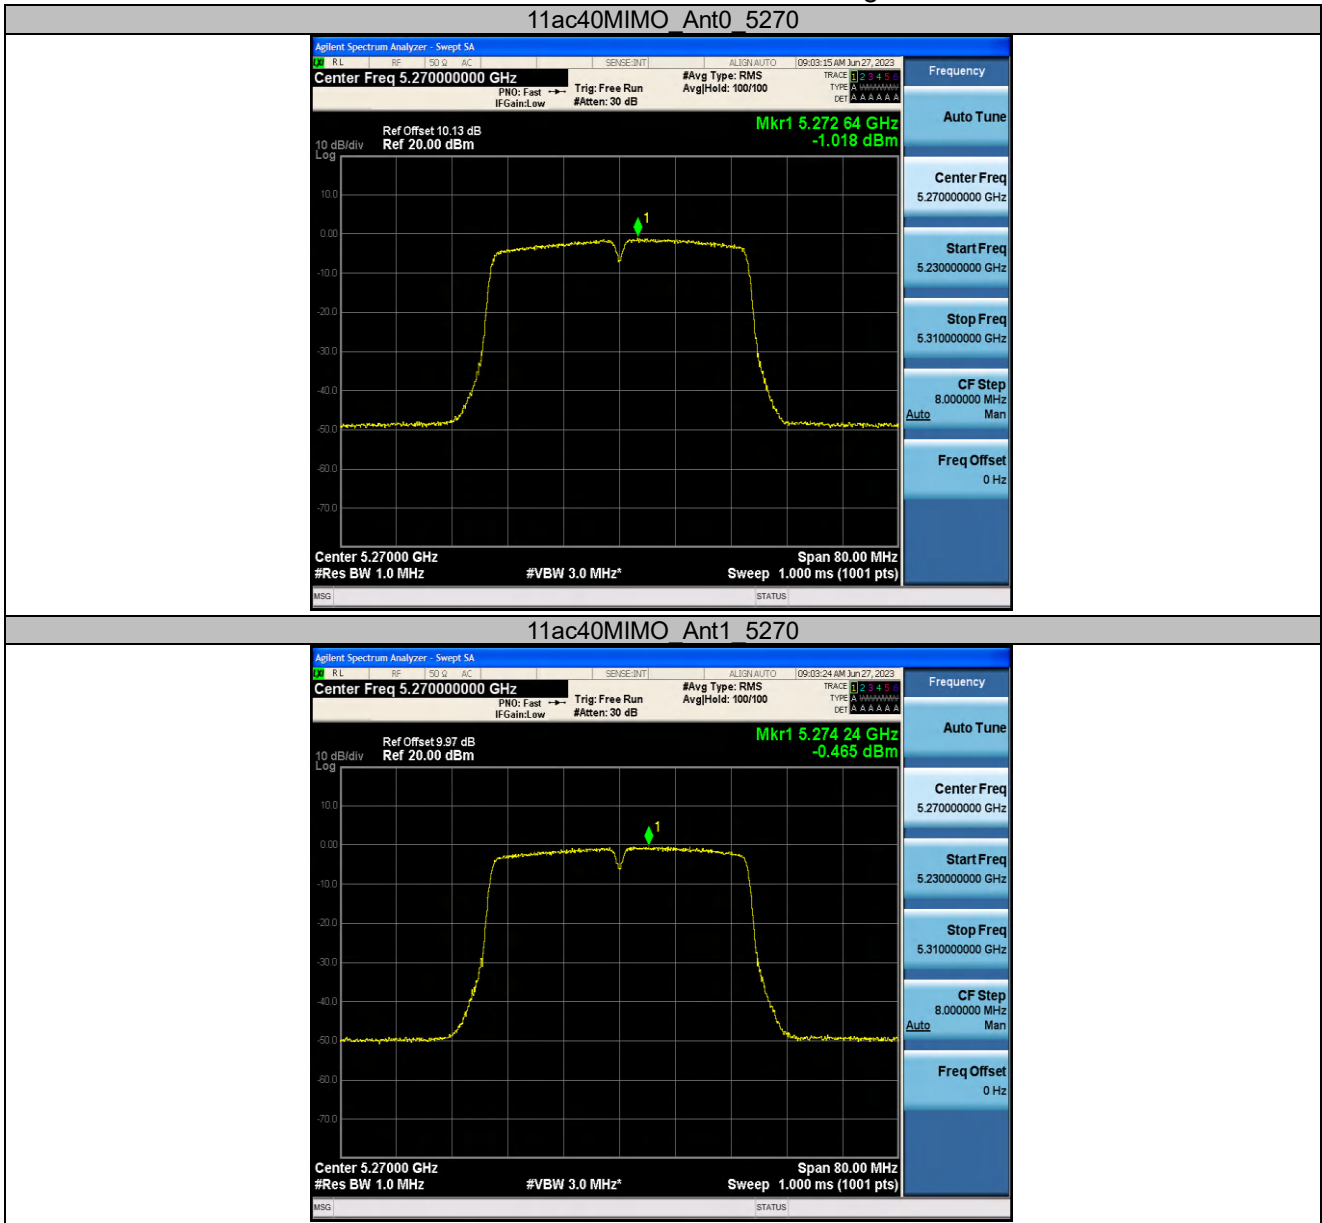 11ac40MIMO_Ant0_5270
Agilent Spectrum Analyzer - Swept SA
RL RF 50 Ω AC SENSE:INT ALIGN AUTO 09:03:15 AM Jun 27, 2023
Center Freq 5.270000000 GHz #Avg Type: RMS TRACE 1 2 3 4 5 6
PNO: Fast Trig: Free Run Avg|Hold: 100/100 TYPE A
IFGain:Low #Atten: 30 dB DET A A A A A A
Frequency
Mkr1 5.272 64 GHz
-1.018 dBm
Ref Offset 10.13 dB
10 dB/div Ref 20.00 dBm
Log
10.0
0.00
-10.0
-20.0
-30.0
-40.0
-50.0
-60.0
-70.0
1
Center 5.27000 GHz Span 80.00 MHz
#Res BW 1.0 MHz #VBW 3.0 MHz* Sweep 1.000 ms (1001 pts)
MSG STATUS
Auto Tune
Center Freq
5.270000000 GHz
Start Freq
5.230000000 GHz
Stop Freq
5.310000000 GHz
CF Step
8.000000 MHz
Auto Man
Freq Offset
0 Hz
11ac40MIMO_Ant1_5270
Agilent Spectrum Analyzer - Swept SA
RL RF 50 Ω AC SENSE:INT ALIGN AUTO 09:03:24 AM Jun 27, 2023
Center Freq 5.270000000 GHz #Avg Type: RMS TRACE 1 2 3 4 5 6
PNO: Fast Trig: Free Run Avg|Hold: 100/100 TYPE A
IFGain:Low #Atten: 30 dB DET A A A A A A
Frequency
Mkr1 5.274 24 GHz
-0.465 dBm
Ref Offset 9.97 dB
10 dB/div Ref 20.00 dBm
Log
10.0
0.00
-10.0
-20.0
-30.0
-40.0
-50.0
-60.0
-70.0
1
Center 5.27000 GHz Span 80.00 MHz
#Res BW 1.0 MHz #VBW 3.0 MHz* Sweep 1.000 ms (1001 pts)
MSG STATUS
Auto Tune
Center Freq
5.270000000 GHz
Start Freq
5.230000000 GHz
Stop Freq
5.310000000 GHz
CF Step
8.000000 MHz
Auto Man
Freq Offset
0 Hz